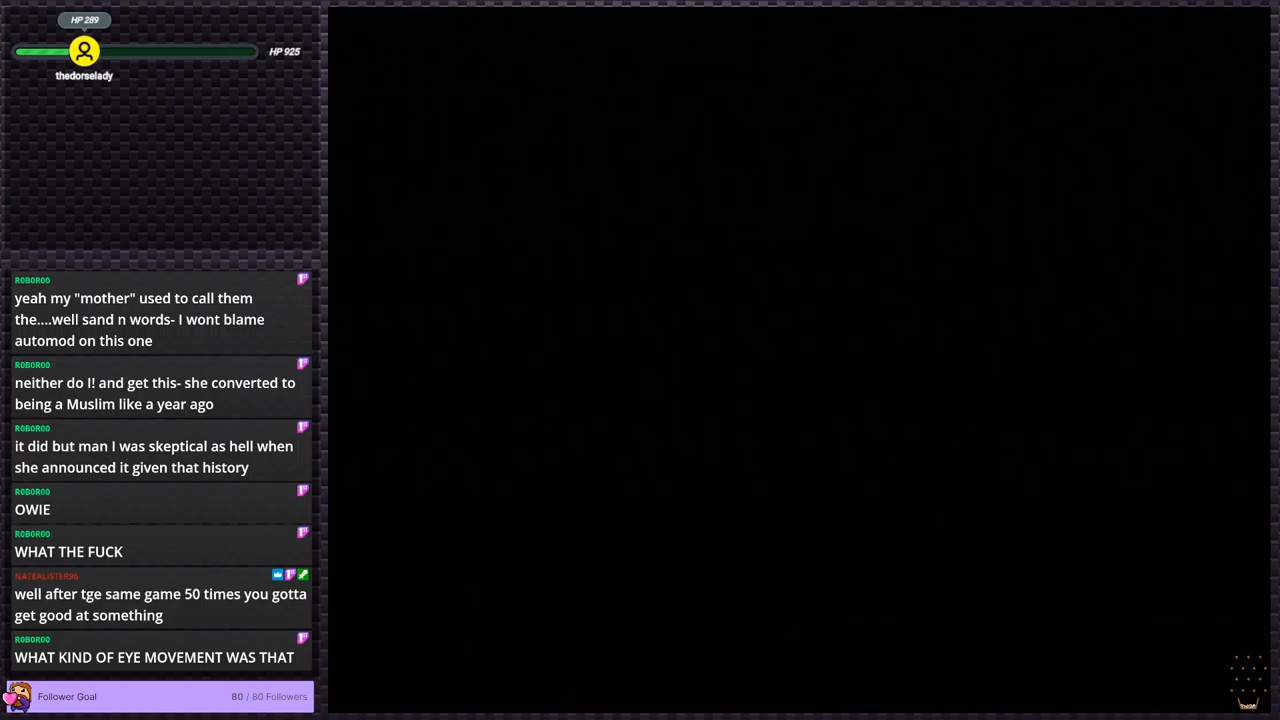 HP 289
HP 925
thedorselady
ROBOROO
yeah my "mother" used to call them
the....well sand n words- I wont blame
automod on this one
ROBOROO
neither do I! and get this- she converted to
being a Muslim like a year ago
ROBOROO
it did but man I was skeptical as hell when
she announced it given that history
ROBOROO
OWIE
ROBOROO
WHAT THE FUCK
NATEALISTER96
well after tge same game 50 times you gotta
get good at something
ROBOROO
WHAT KIND OF EYE MOVEMENT WAS THAT
Follower Goal
80 / 80 Followers